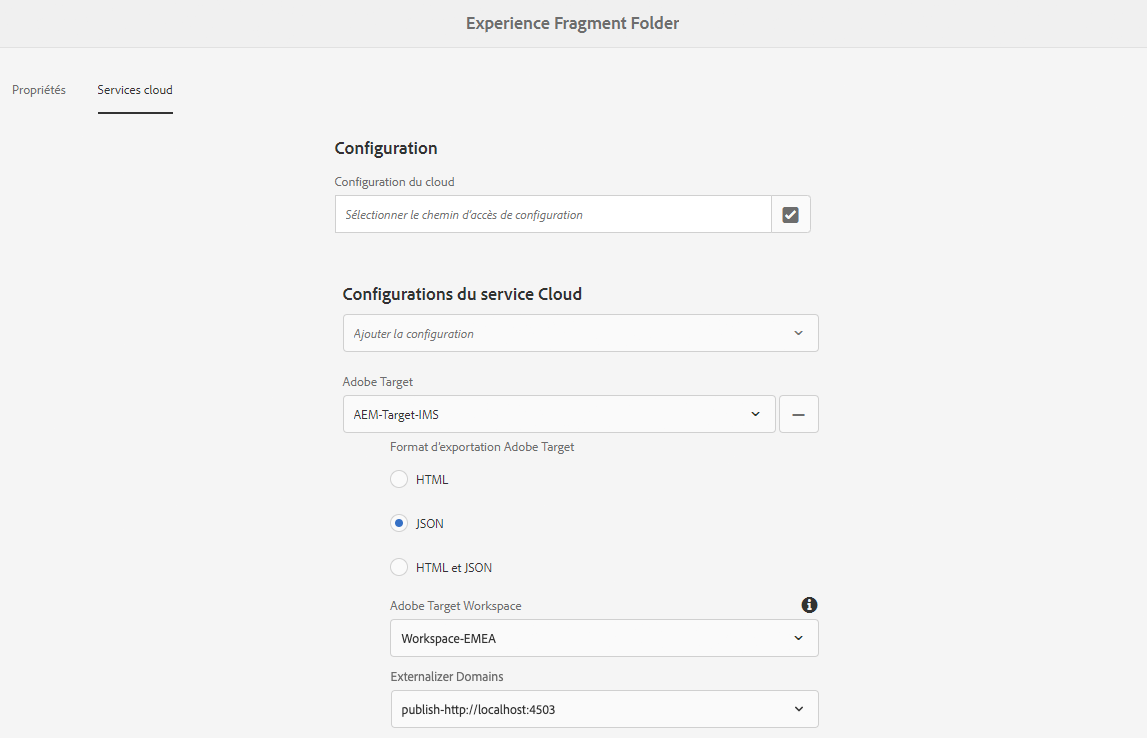 Experience Fragment Folder
Propriétés
Services cloud
Configuration
Configuration du cloud
Sélectionner le chemin d'accès de configuration
Configurations du service Cloud
Ajouter la configuration
Adobe Target
AEM-Target-IMS
Format d'exportation Adobe Target
HTML
JSON
HTML et JSON
Adobe Target Workspace
Workspace-EMEA
Externalizer Domains
publish-http://localhost:4503